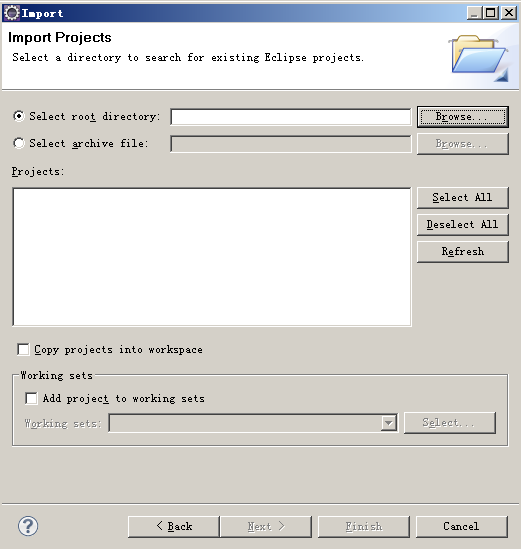 Import
Import Projects
Select a directory to search for existing Eclipse projects.
Select root directory:
Browse...
Select archive file:
Browse...
Projects:
Select All
Deselect All
Refresh
Copy projects into workspace
Working sets
Add project to working sets
Working sets:
Select...
?
< Back
Next >
Finish
Cancel